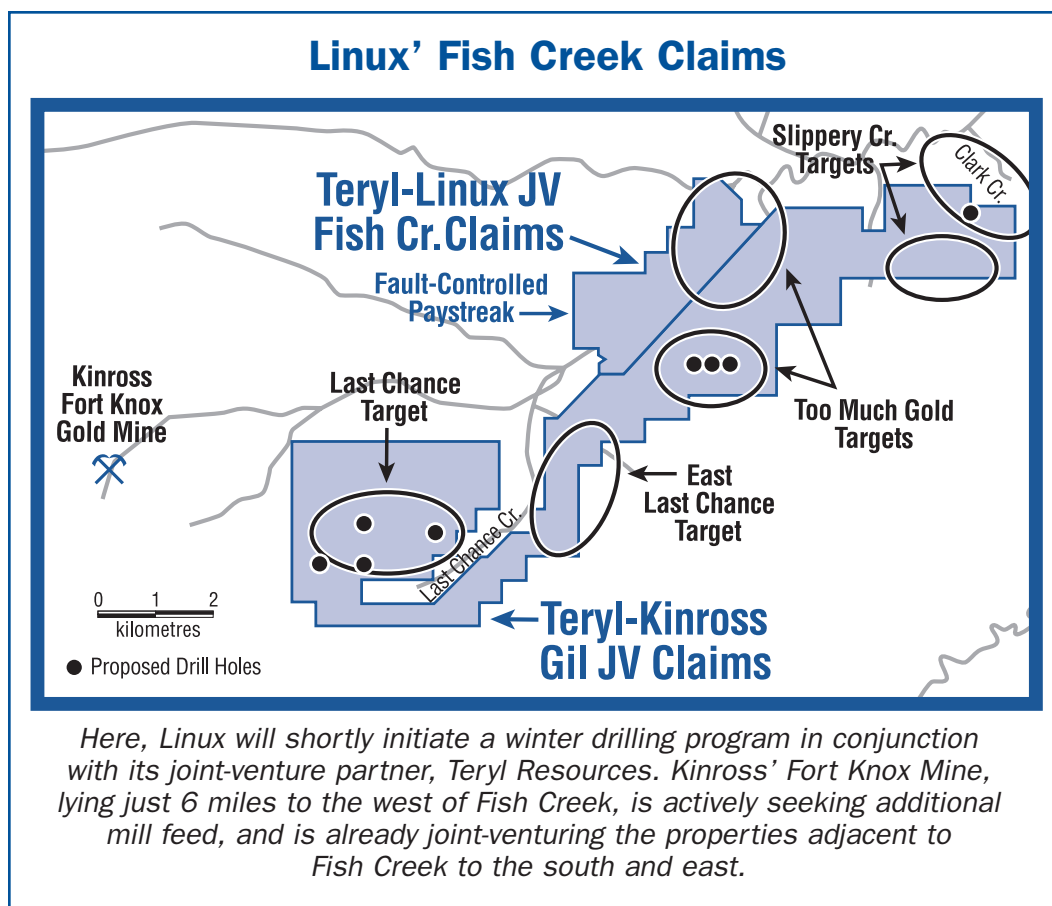 Linux’ Fish Creek Claims
Slippery Cr.
Targets
Clark Cr.
Teryl-Linux JV
Fish Cr.Claims
Fault-Controlled
Paystreak
Kinross
Fort Knox
Gold Mine
Last Chance
Target
Too Much Gold
Targets
East
Last Chance
Target
Last Chance Cr.
0 1 2
kilometres
Teryl-Kinross
Gil JV Claims
Proposed Drill Holes
Here, Linux will shortly initiate a winter drilling program in conjunction
with its joint-venture partner, Teryl Resources. Kinross’ Fort Knox Mine,
lying just 6 miles to the west of Fish Creek, is actively seeking additional
mill feed, and is already joint-venturing the properties adjacent to
Fish Creek to the south and east.